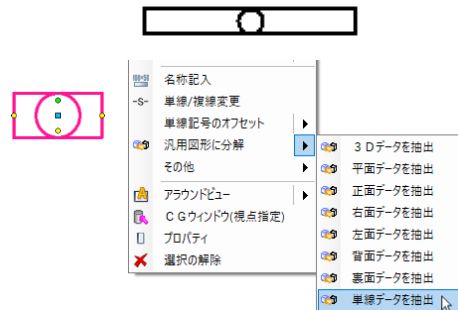 名称記入
-S- 単線/複線変更
単線記号のオフセット
汎用図形に分解
その他
アラウンドビュー
ＣＧウィンドウ(視点指定)
プロパティ
選択の解除
３Ｄデータを抽出
平面データを抽出
正面データを抽出
右面データを抽出
左面データを抽出
背面データを抽出
裏面データを抽出
単線データを抽出